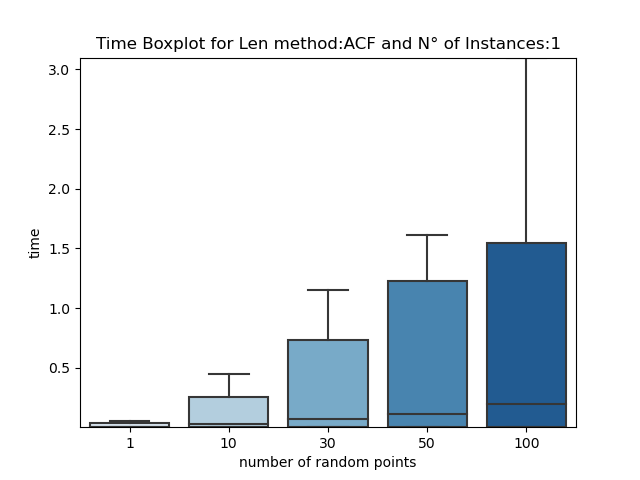 Time Boxplot for Len method:ACF and N° of Instances:1
3.0
2.5
2.0
1.5
1.0
0.5
time
1 10 30 50 100
number of random points